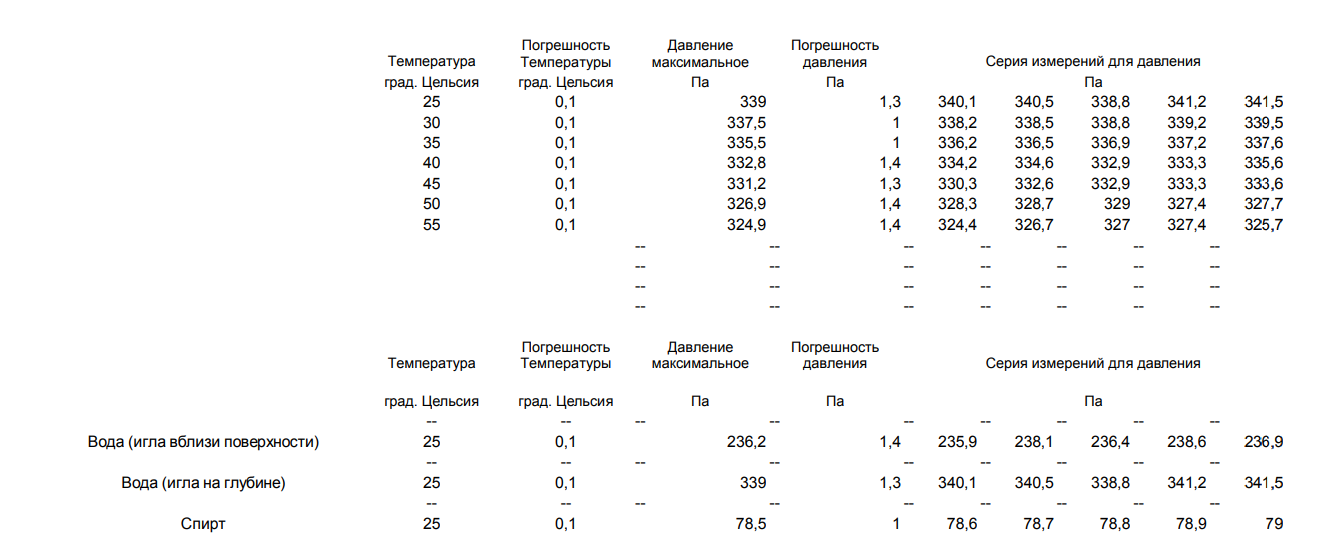 Погрешность Давление Погрешность
Температура Температуры максимальное давления Серия измерений для давления
град. Цельсия град. Цельсия Па Па Па
25 0,1 339 1,3 340,1 340,5 338,8 341,2 341,5
30 0,1 337,5 1 338,2 338,5 338,8 339,2 339,5
35 0,1 335,5 1 336,2 336,5 336,9 337,2 337,6
40 0,1 332,8 1,4 334,2 334,6 332,9 333,3 335,6
45 0,1 331,2 1,3 330,3 332,6 332,9 333,3 333,6
50 0,1 326,9 1,4 328,3 328,7 329 327,4 327,7
55 0,1 324,9 1,4 324,4 326,7 327 327,4 325,7
-- -- -- -- -- -- --
-- -- -- -- -- -- --
-- -- -- -- -- -- --
-- -- -- -- -- -- --
Погрешность Давление Погрешность
Температура Температуры максимальное давления Серия измерений для давления
град. Цельсия град. Цельсия Па Па Па
-- -- -- -- -- -- -- -- --
Вода (игла вблизи поверхности) 25 0,1 236,2 1,4 235,9 238,1 236,4 238,6 236,9
-- -- -- -- -- -- -- -- --
Вода (игла на глубине) 25 0,1 339 1,3 340,1 340,5 338,8 341,2 341,5
-- -- -- -- -- -- -- -- --
Спирт 25 0,1 78,5 1 78,6 78,7 78,8 78,9 79